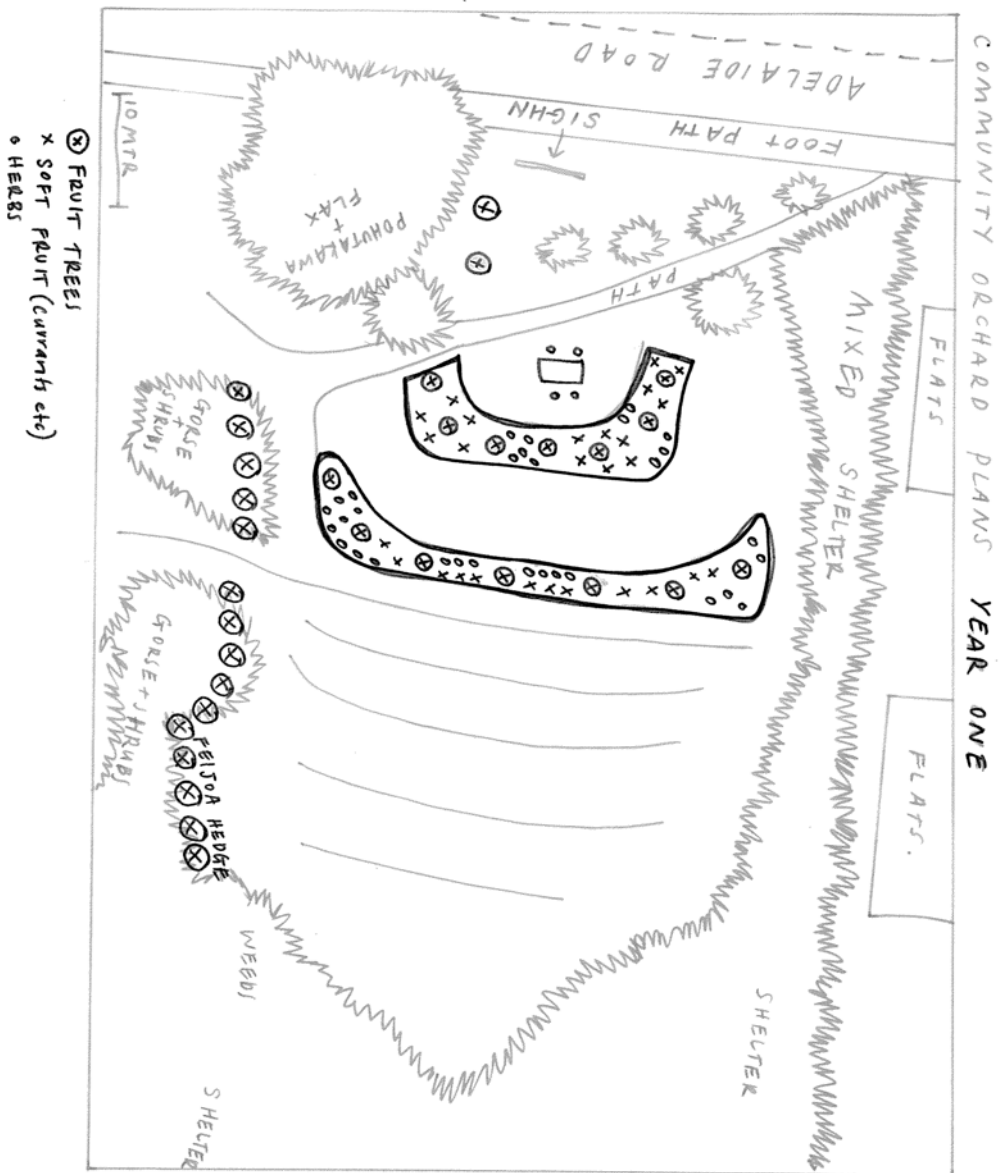 COMMUNITY ORCHARD PLANS YEAR ONE
ADELAIDE ROAD
FOOT PATH
SIGHN
PATH
POHUTAKAWA
+
FLAX
10 MTR
MIXED SHELTER
FLATS
FLATS.
GORSE
+
SHRUBS
GORSE + SHRUBS
FEIJOA HEDGE
WEEDS
SHELTER
SHELTER
FRUIT TREES
x SOFT FRUIT (currants etc)
o HERBS